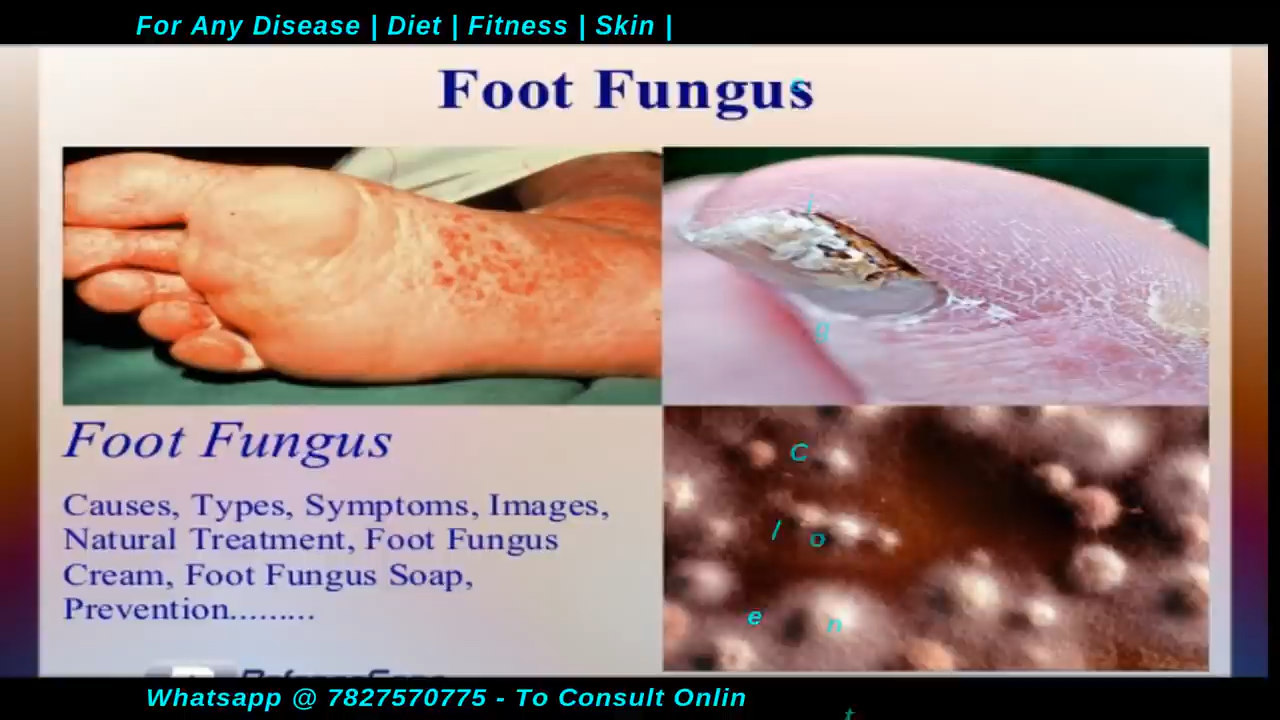 For Any Disease | Diet | Fitness | Skin |
Foot Fungus
Foot Fungus
Causes, Types, Symptoms, Images,
Natural Treatment, Foot Fungus
Cream, Foot Fungus Soap,
Prevention.........
Whatsapp @ 7827570775 - To Consult Onlin